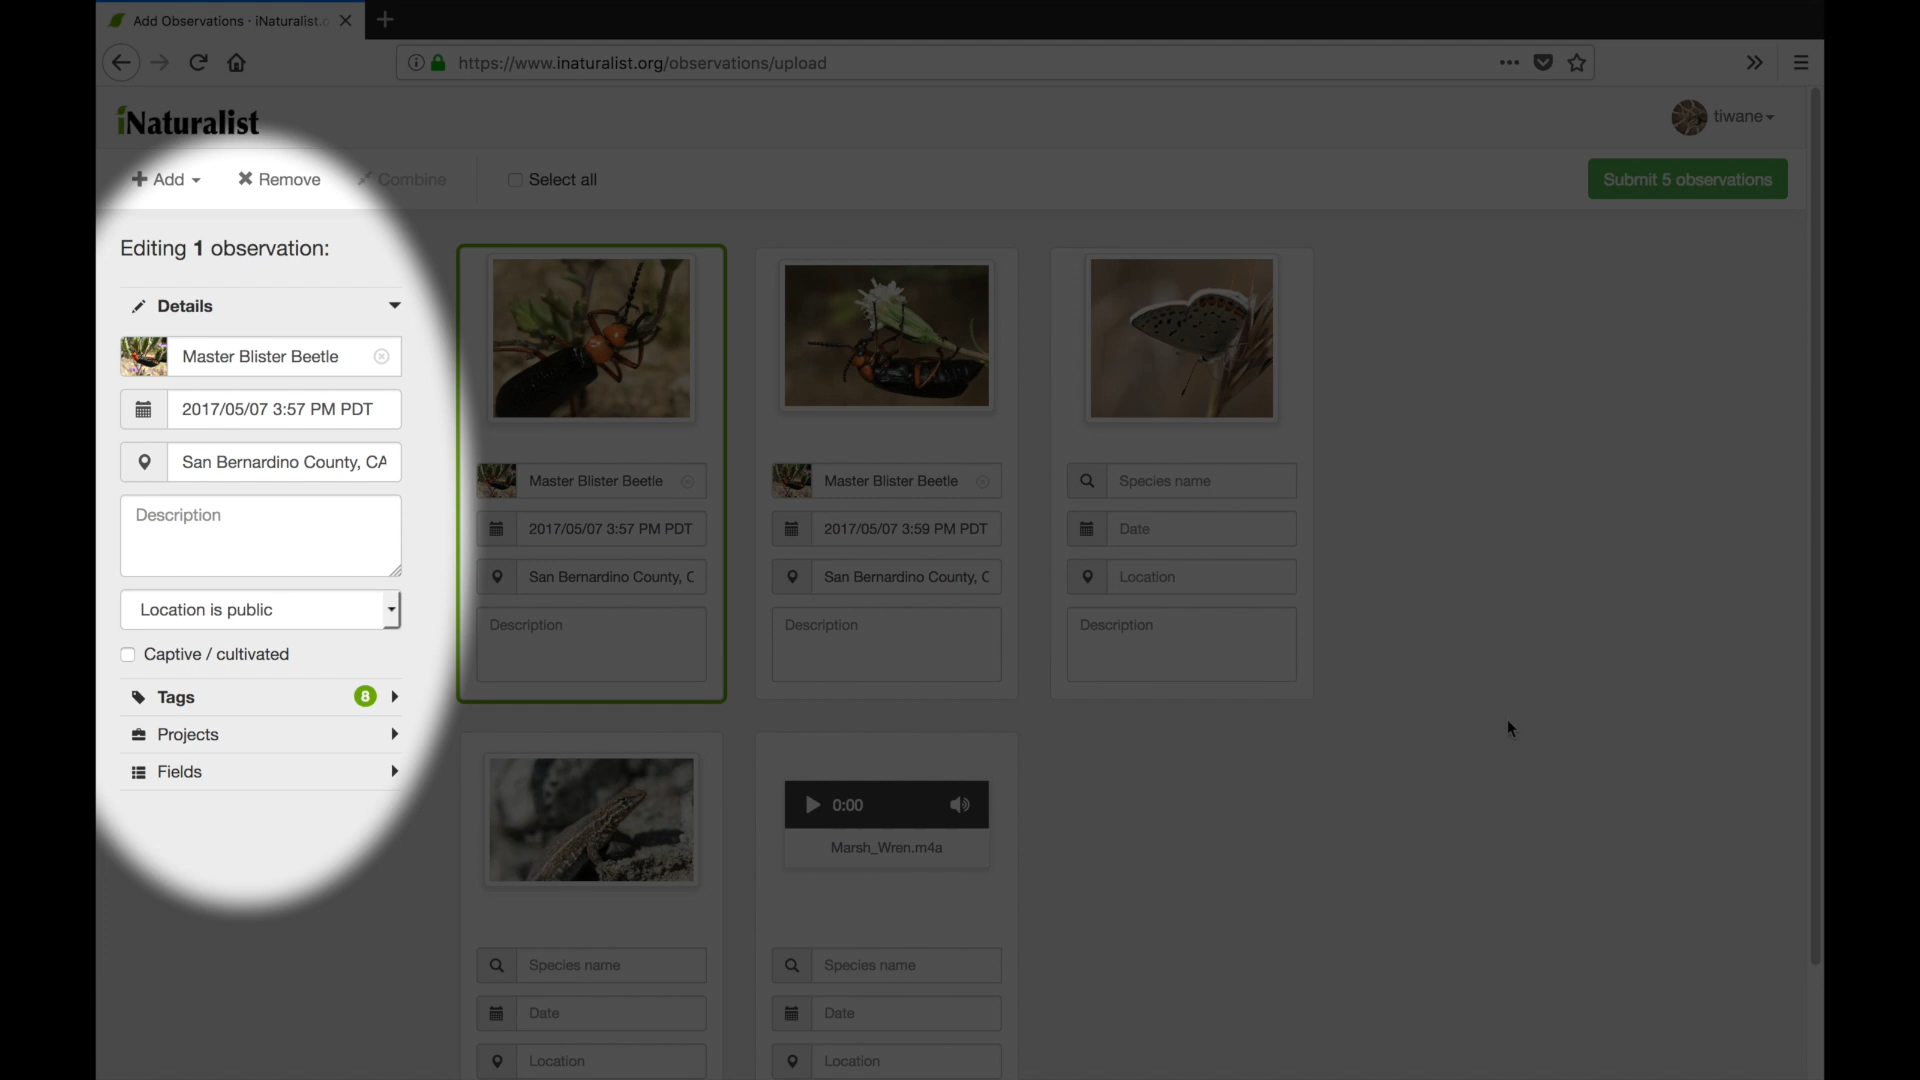 Add Observations · iNaturalist.c
https://www.inaturalist.org/observations/upload
iNaturalist
tiwane
Add
Remove
Combine
Select all
Submit 5 observations
Editing 1 observation:
Details
Master Blister Beetle
2017/05/07 3:57 PM PDT
San Bernardino County, CA
Description
Location is public
Captive / cultivated
Tags 8
Projects
Fields
Master Blister Beetle
2017/05/07 3:57 PM PDT
San Bernardino County, C
Description
Master Blister Beetle
2017/05/07 3:59 PM PDT
San Bernardino County, C
Description
Species name
Date
Location
Description
Species name
Date
Location
0:00
Marsh_Wren.m4a
Species name
Date
Location